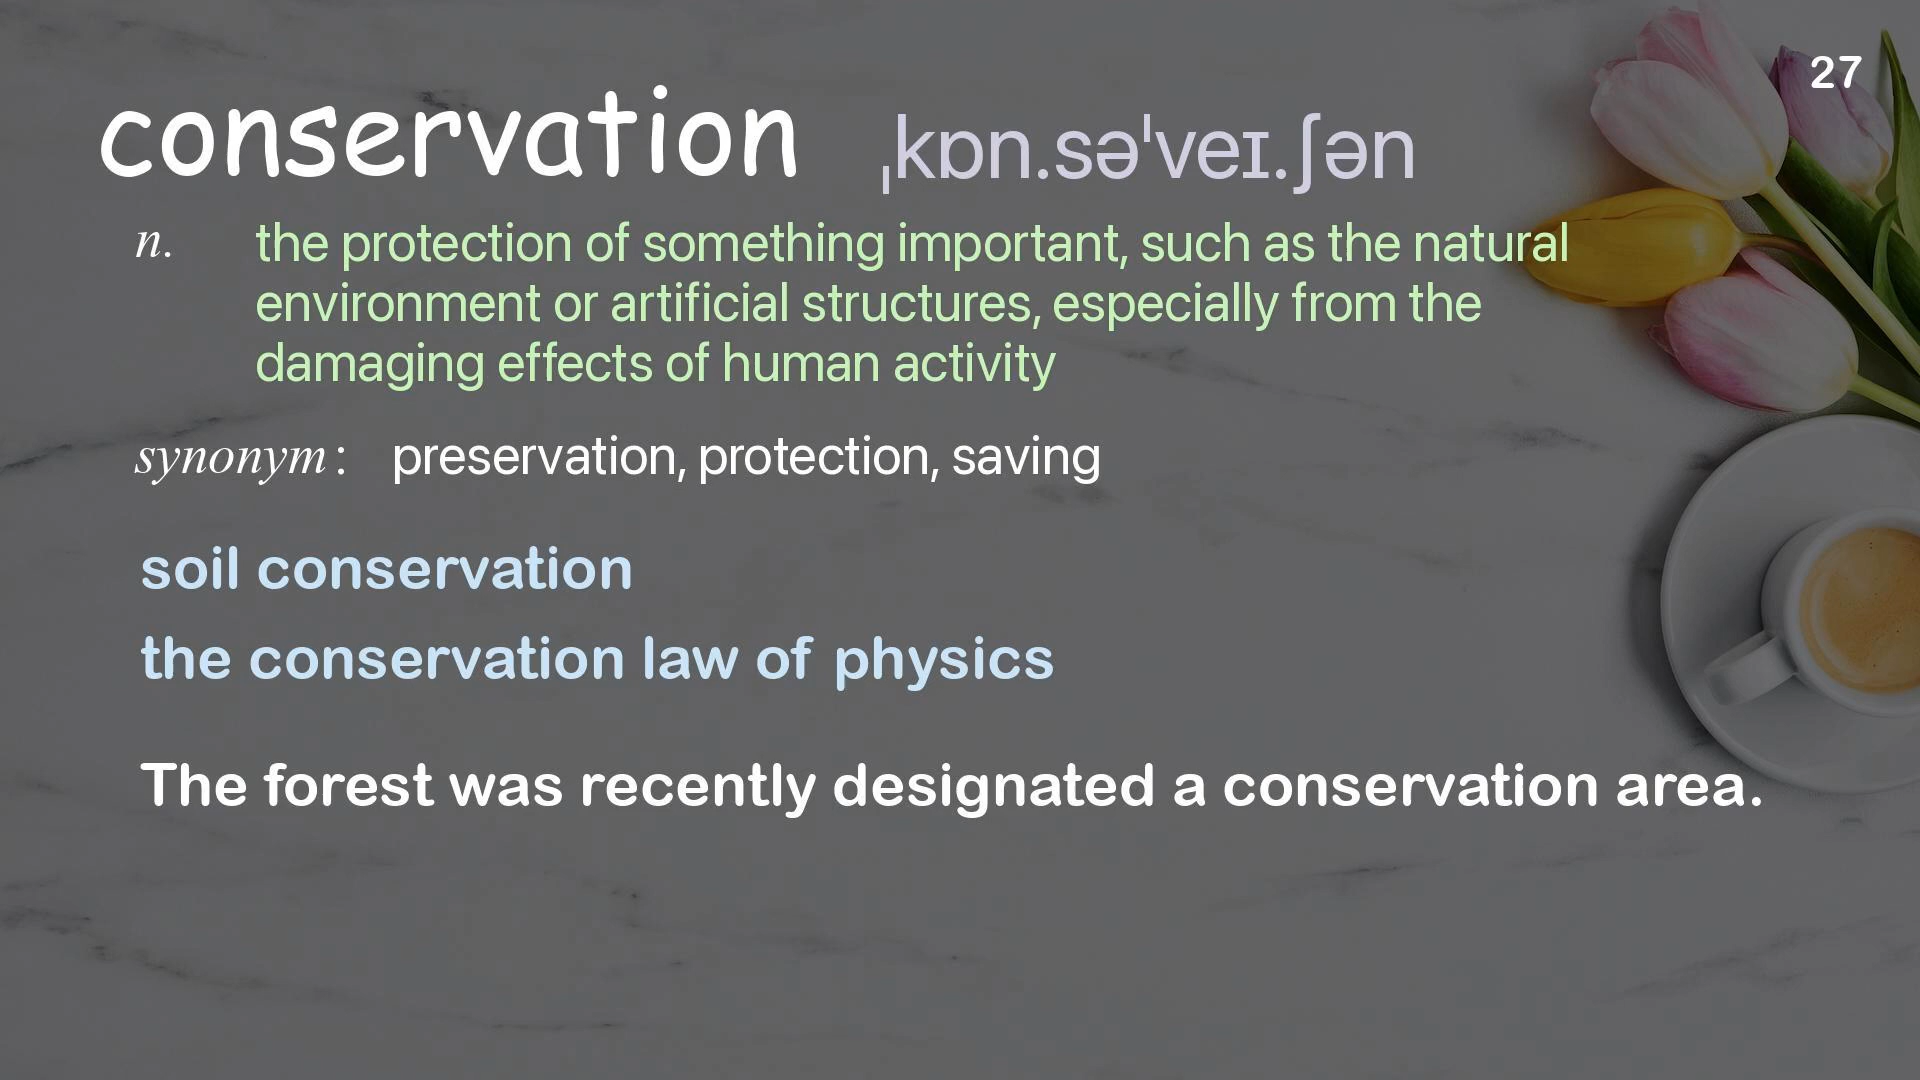 27
conservation ˌkɒn.səˈveɪ.ʃən
n. the protection of something important, such as the natural
environment or artificial structures, especially from the
damaging effects of human activity
synonym: preservation, protection, saving
soil conservation
the conservation law of physics
The forest was recently designated a conservation area.